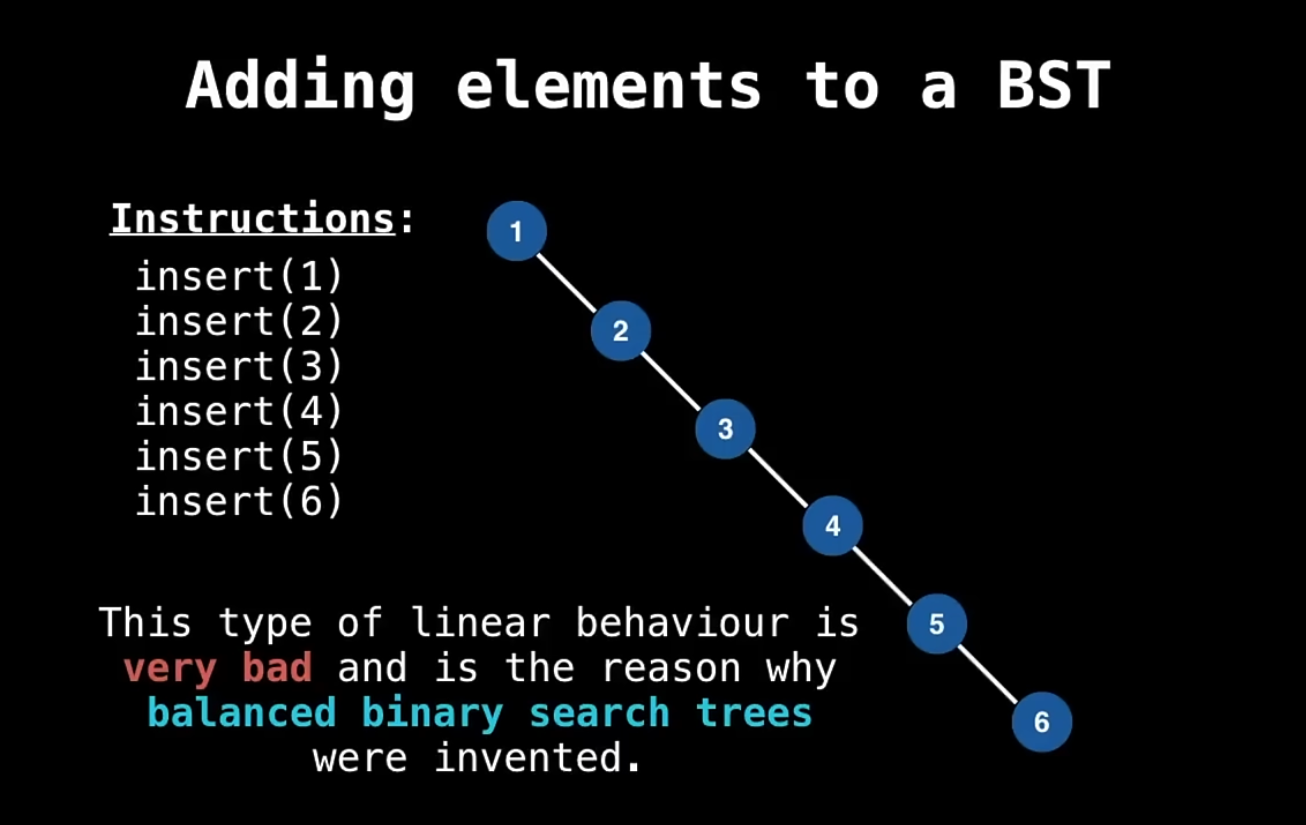 Adding elements to a BST
Instructions:
insert(1)
insert(2)
insert(3)
insert(4)
insert(5)
insert(6)
1
2
3
4
5
6
This type of linear behaviour is
very bad and is the reason why
balanced binary search trees
were invented.